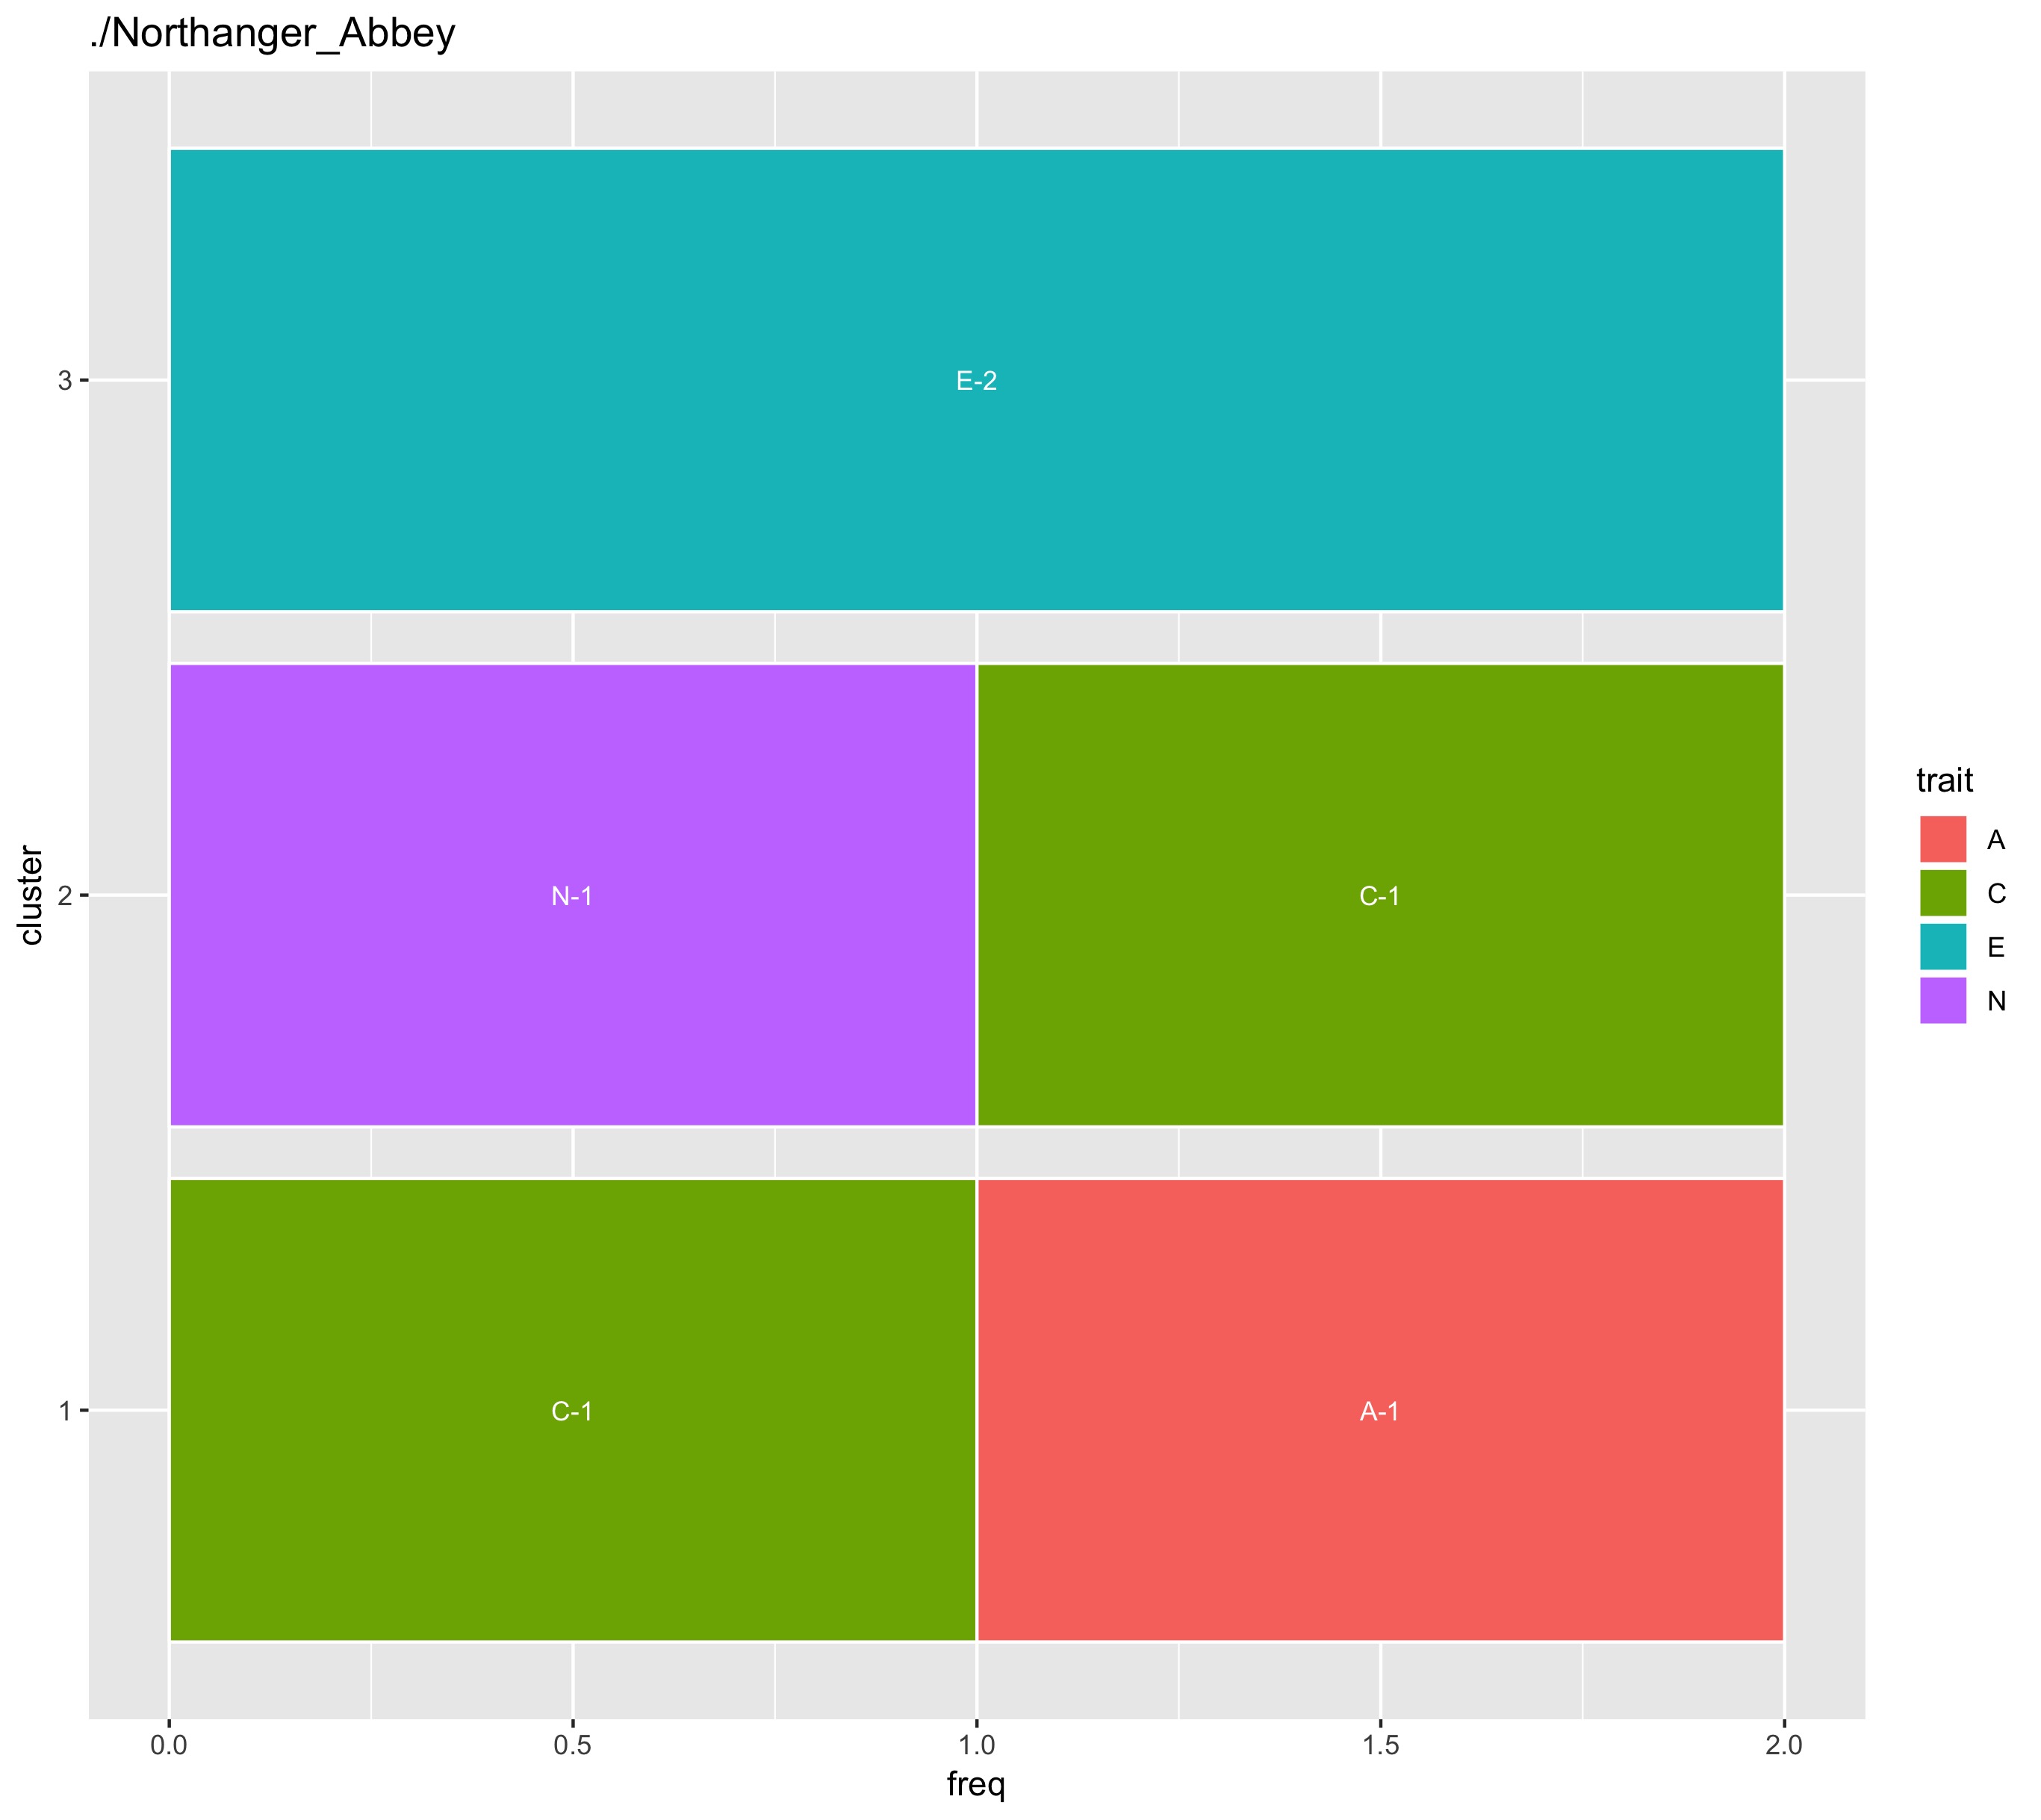 ./Northanger_Abbey
cluster
3
E-2
2
N-1 C-1
1
C-1 A-1
0.0 0.5 1.0 1.5 2.0
freq
trait
A
C
E
N